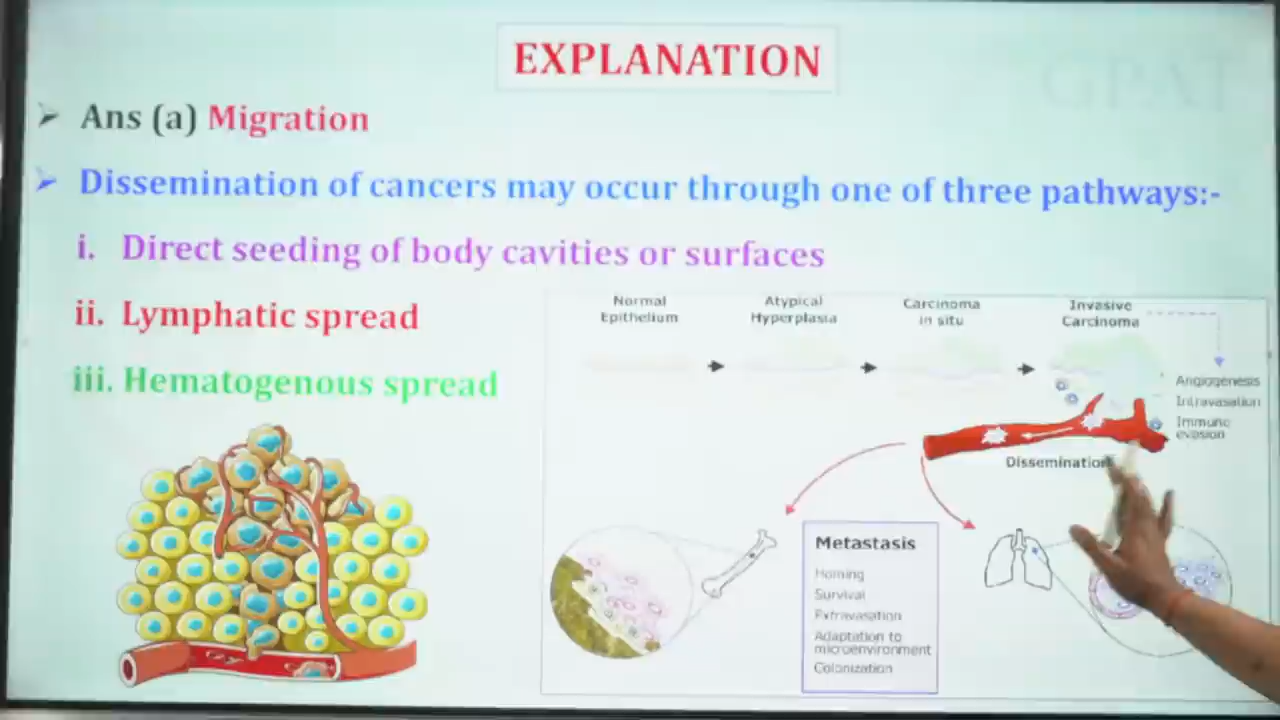 GPAT
EXPLANATION
➢ Ans (a) Migration
➢ Dissemination of cancers may occur through one of three pathways:-
i. Direct seeding of body cavities or surfaces
ii. Lymphatic spread
iii. Hematogenous spread
Normal
Epithelium
Atypical
Hyperplasia
Carcinoma
in situ
Invasive
Carcinoma
Angiogenesis
Intravasation
Immune
evasion
Dissemination
Metastasis
Homing
Survival
Extravasation
Adaptation to
microenvironment
Colonization